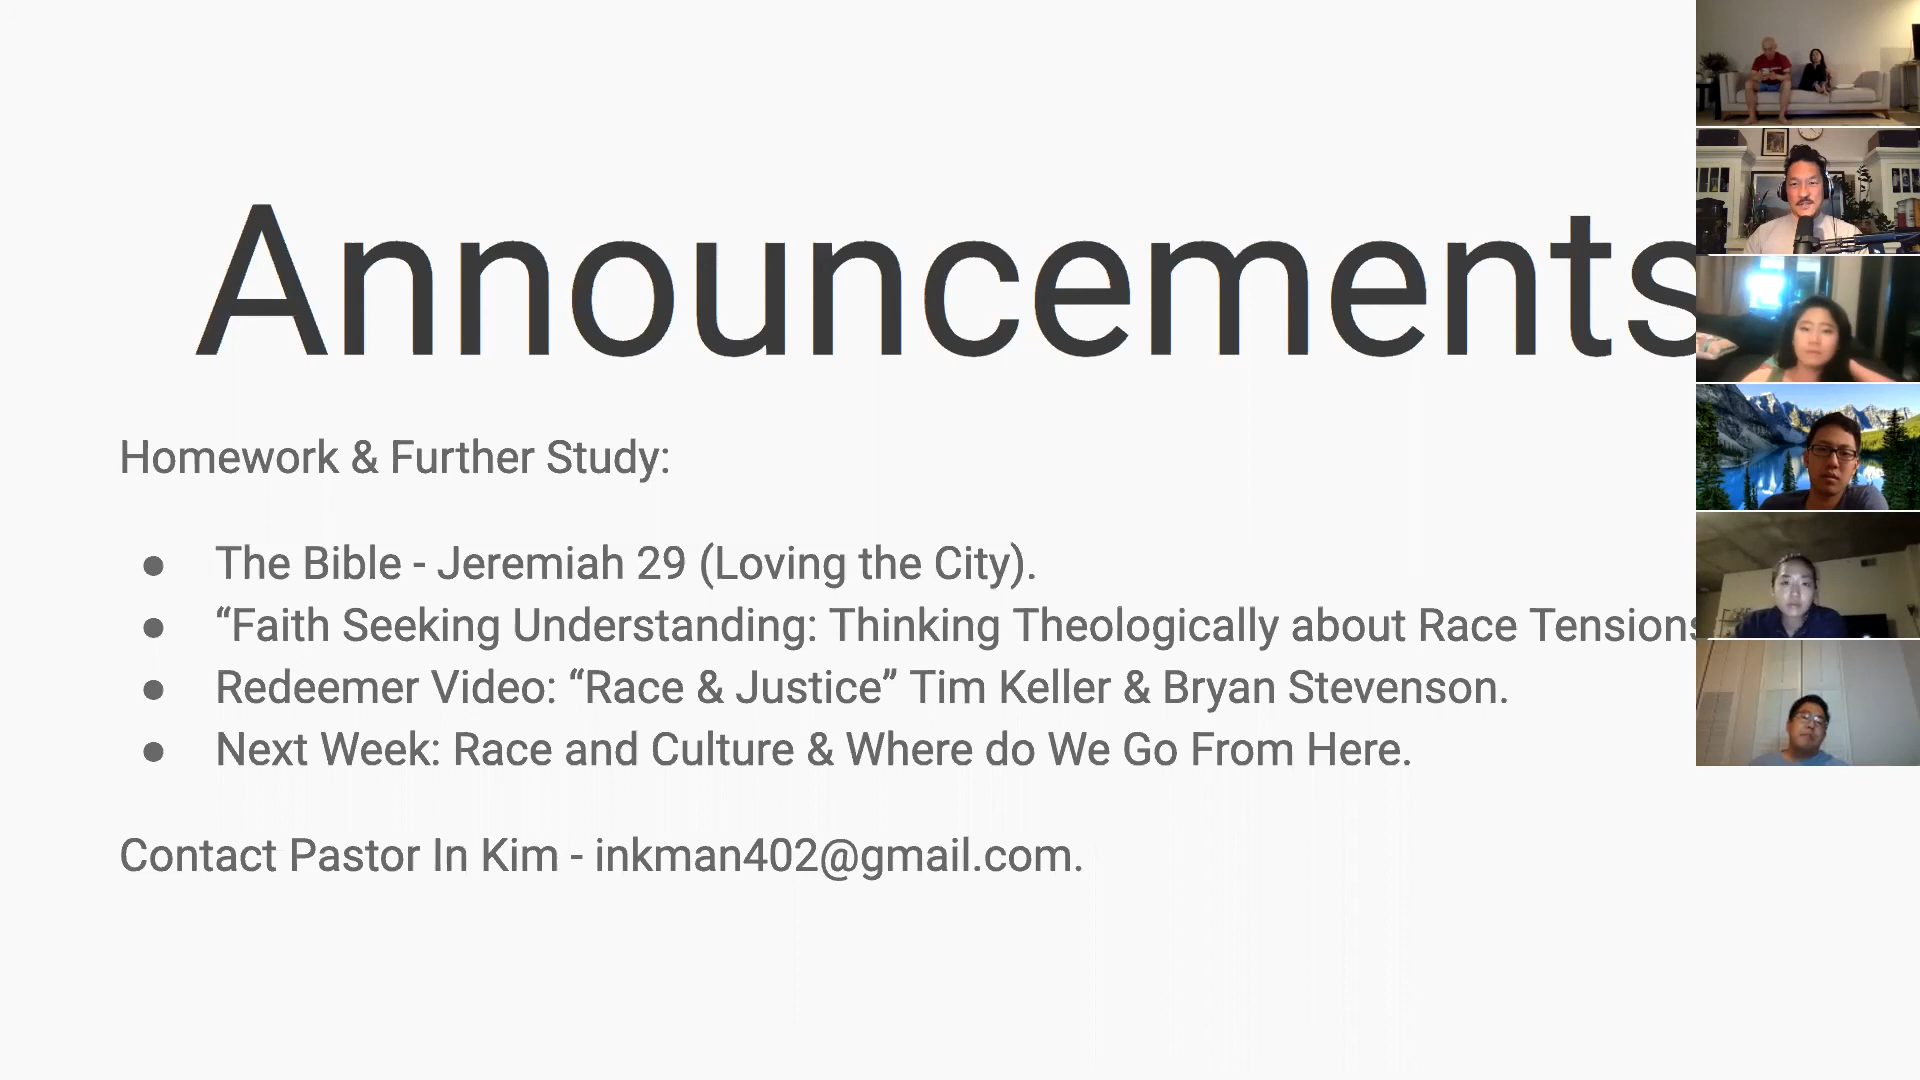 Announcements
Homework & Further Study:
● The Bible - Jeremiah 29 (Loving the City).
● “Faith Seeking Understanding: Thinking Theologically about Race Tensions
● Redeemer Video: “Race & Justice” Tim Keller & Bryan Stevenson.
● Next Week: Race and Culture & Where do We Go From Here.
Contact Pastor In Kim - inkman402@gmail.com.